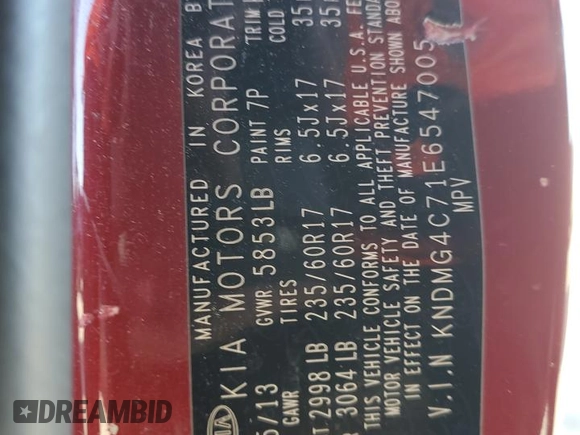 MANUFACTURED IN KOREA B
KIA MOTORS CORPORAT
5/13 GVWR 5853LB PAINT 7P TRIM
GAWR TIRES RIMS COLD
T 2998 LB 235/60R17 6.5Jx17 35
R 3064 LB 235/60R17 6.5Jx17 35
THIS VEHICLE CONFORMS TO ALL APPLICABLE U.S.A. FE
MOTOR VEHICLE SAFETY AND THEFT PREVENTION STANDA
IN EFFECT ON THE DATE OF MANUFACTURE SHOWN ABO
V.I.N KNDMG4C71E6547005
MPV
DREAMBID